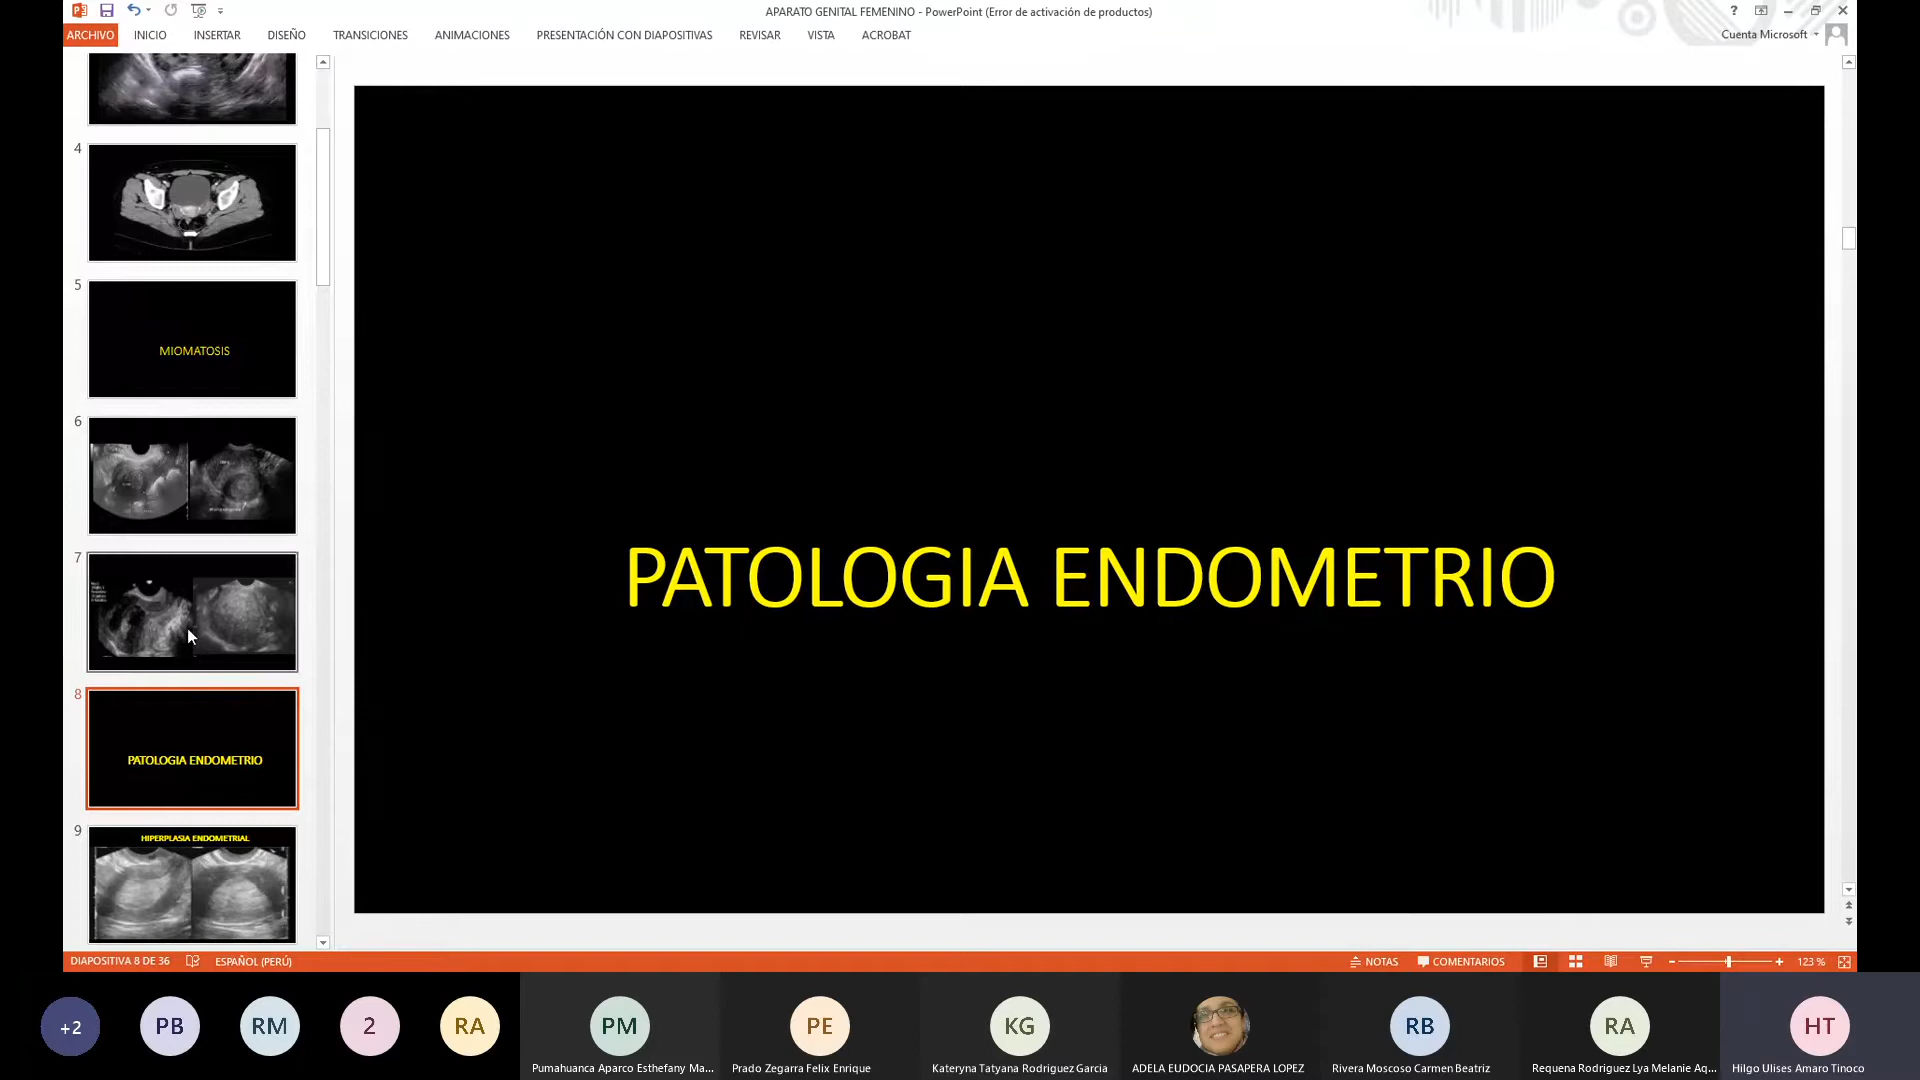 APARATO GENITAL FEMENINO - PowerPoint (Error de activación de productos)
?
ARCHIVO INICIO INSERTAR DISEÑO TRANSICIONES ANIMACIONES PRESENTACIÓN CON DIAPOSITIVAS REVISAR VISTA ACROBAT
Cuenta Microsoft
4
5
MIOMATOSIS
6
7
8
PATOLOGIA ENDOMETRIO
9
HIPERPLASIA ENDOMETRIAL
PATOLOGIA ENDOMETRIO
DIAPOSITIVA 8 DE 36 ESPAÑOL (PERÚ) NOTAS COMENTARIOS 123 %
+2 PB RM 2 RA PM PE KG RB RA HT
Pumahuanca Aparco Esthefany Ma... Prado Zegarra Felix Enrique Kateryna Tatyana Rodriguez Garcia ADELA EUDOCIA PASAPERA LOPEZ Rivera Moscoso Carmen Beatriz Requena Rodriguez Lya Melanie Aq... Hilgo Ulises Amaro Tinoco